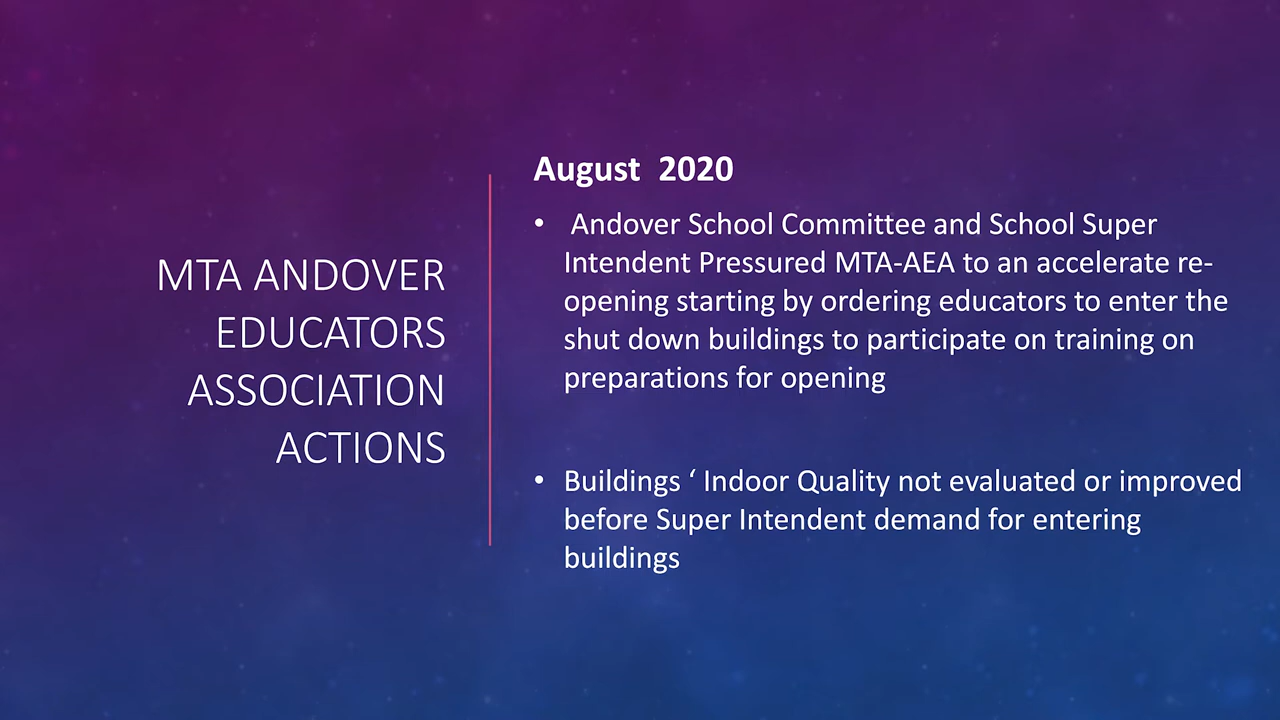 MTA ANDOVER
EDUCATORS
ASSOCIATION
ACTIONS
August  2020
•  Andover School Committee and School Super
Intendent Pressured MTA-AEA to an accelerate re-
opening starting by ordering educators to enter the
shut down buildings to participate on training on
preparations for opening
• Buildings ‘ Indoor Quality not evaluated or improved
before Super Intendent demand for entering
buildings